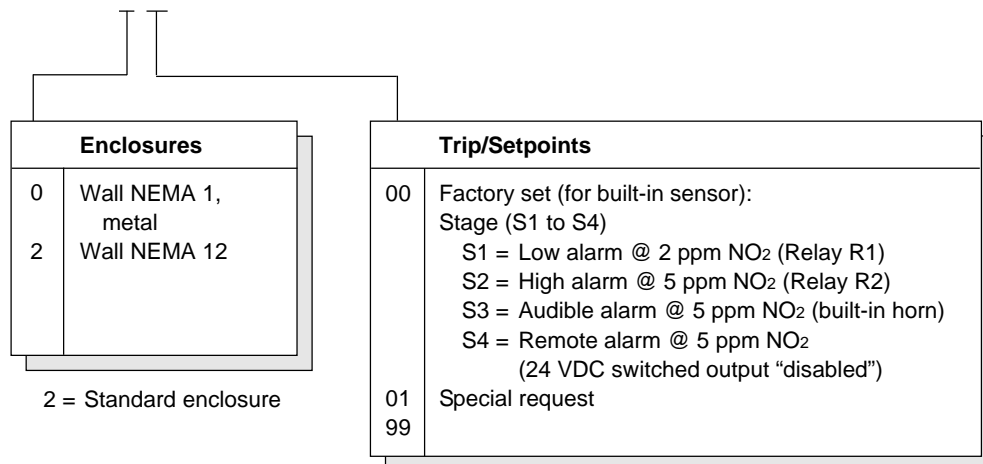 Enclosures
0 Wall NEMA 1,
metal
2 Wall NEMA 12
2 = Standard enclosure
Trip/Setpoints
00 Factory set (for built-in sensor):
Stage (S1 to S4)
S1 = Low alarm @ 2 ppm NO2 (Relay R1)
S2 = High alarm @ 5 ppm NO2 (Relay R2)
S3 = Audible alarm @ 5 ppm NO2 (built-in horn)
S4 = Remote alarm @ 5 ppm NO2
(24 VDC switched output “disabled”)
01 Special request
99